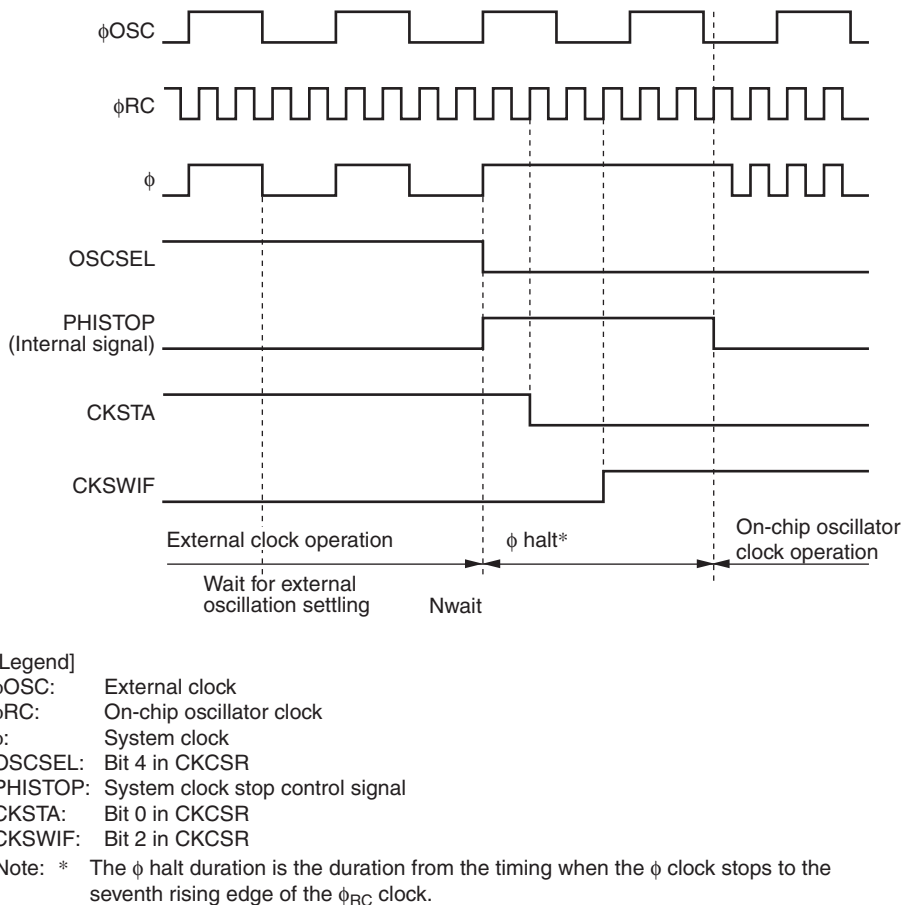 ϕOSC
ϕRC
ϕ
OSCSEL
PHISTOP
(Internal signal)
CKSTA
CKSWIF
External clock operation
ϕ halt*
On-chip oscillator
clock operation
Wait for external
oscillation settling
Nwait
Legend]
ϕOSC: External clock
ϕRC: On-chip oscillator clock
ϕ: System clock
OSCSEL: Bit 4 in CKCSR
PHISTOP: System clock stop control signal
CKSTA: Bit 0 in CKCSR
CKSWIF: Bit 2 in CKCSR
Note: * The ϕ halt duration is the duration from the timing when the ϕ clock stops to the
seventh rising edge of the ϕRC clock.